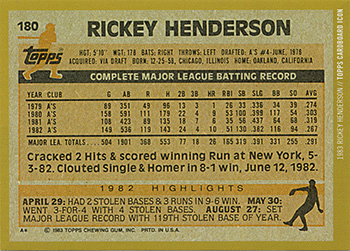 180
RICKEY HENDERSON
Topps
HGT: 5'10" WGT: 178 BATS: RIGHT THROWS: LEFT DRAFTED: A'S #4-JUNE, 1976
ACQUIRED: VIA DRAFT BORN: 12-25-58, CHICAGO, ILLINOIS HOME: OAKLAND, CALIFORNIA
COMPLETE MAJOR LEAGUE BATTING RECORD
YEAR CLUB G AB R H 2B 3B HR RBI SB SLG BB SO AVG
1979 A'S 89 351 49 96 13 3 1 26 33 .336 34 39 .274
1980 A'S 158 591 111 179 22 4 9 53 100 .399 117 54 .303
1981 A'S 108 423 89 135 18 7 6 35 56 .437 64 68 .319
1982 A'S 149 536 119 143 24 4 10 51 130 .382 116 94 .267
MAJOR LEA. TOTALS 504 1901 368 553 77 18 26 165 319 .392 331 255 .291
Cracked 2 Hits & scored winning Run at New York, 5-
3-82. Clouted Single & Homer in 8-1 win, June 12, 1982.
1982 HIGHLIGHTS
APRIL 29: HAD 2 STOLEN BASES & 3 RUNS IN 9-6 WIN. MAY 30:
WENT 3-FOR-4 WITH 4 STOLEN BASES. AUGUST 27: SET
MAJOR LEAGUE RECORD WITH 119TH STOLEN BASE OF YEAR.
A* © 1983 TOPPS CHEWING GUM, INC. PRTD. IN U.S.A.
1983 RICKEY HENDERSON // TOPPS CARDBOARD ICON